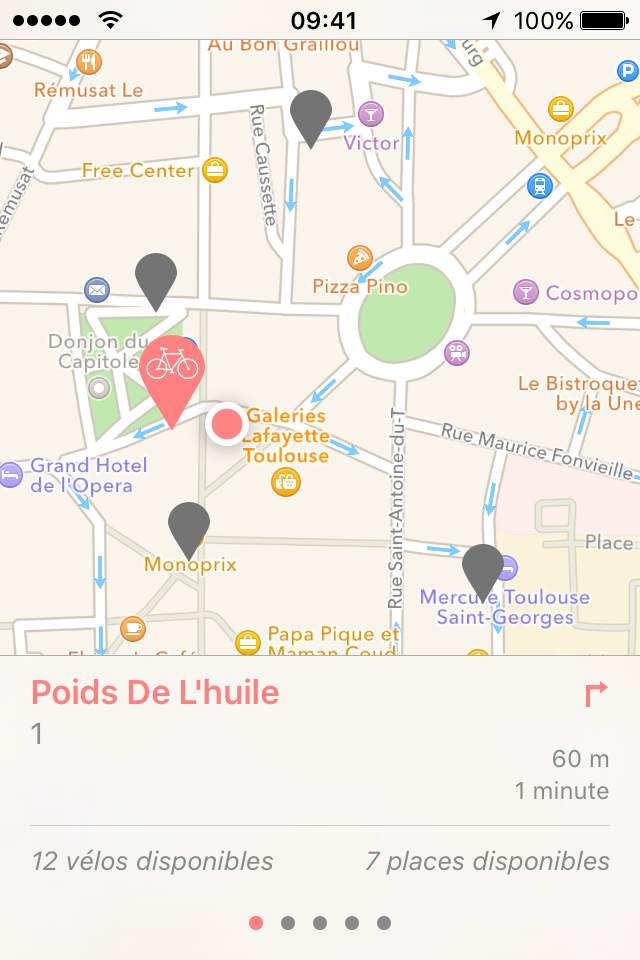 09:41
100%
Au Bon Graillou
Rémusat Le
P
Victor
Monoprix
Free Center
Rue Caussette
Rémusat
Le
Pizza Pino
Cosmopo
Donjon du
Capitole
Le Bistroquet
by la Une
Galeries
Lafayette
Toulouse
Rue Maurice Fonvieille
Grand Hotel
de l'Opera
Rue Saint-Antoine-du-T
Place
Monoprix
Mercure Toulouse
Saint-Georges
Papa Pique et
Maman Coud
Poids De L'huile
1
60 m
1 minute
12 vélos disponibles
7 places disponibles